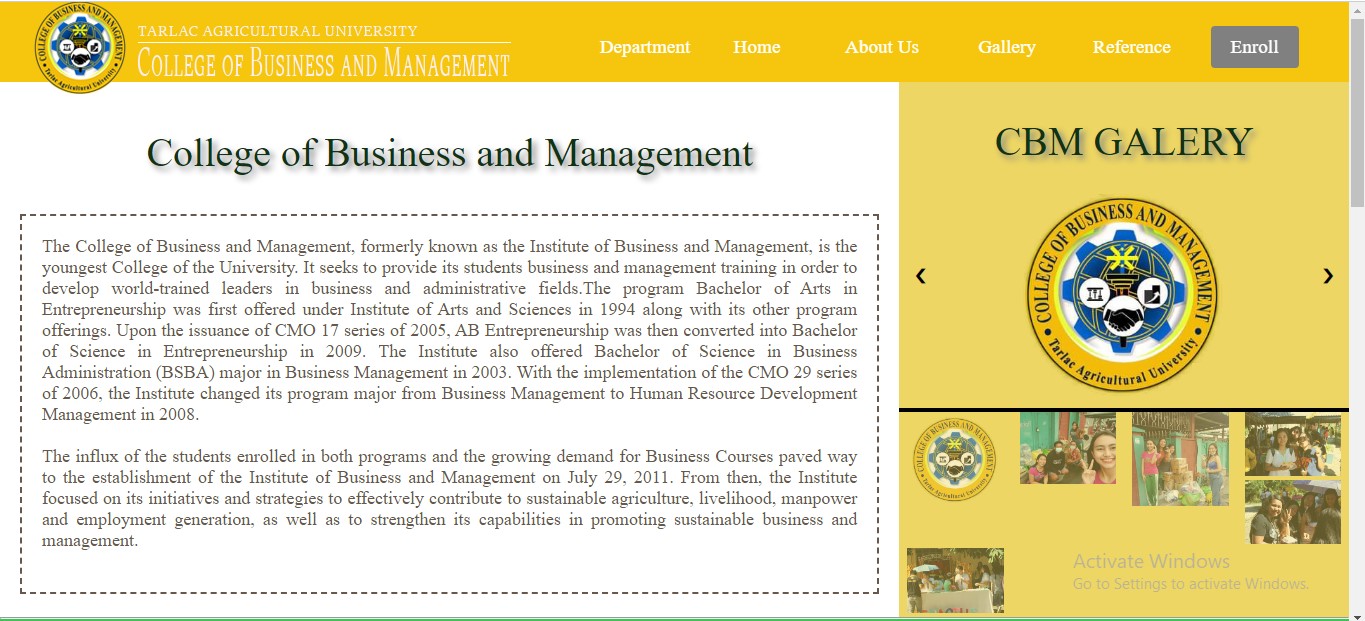 TARLAC AGRICULTURAL UNIVERSITY
COLLEGE OF BUSINESS AND MANAGEMENT
Department Home About Us Gallery Reference Enroll
College of Business and Management
The College of Business and Management, formerly known as the Institute of Business and Management, is the
youngest College of the University. It seeks to provide its students business and management training in order to
develop world-trained leaders in business and administrative fields.The program Bachelor of Arts in
Entrepreneurship was first offered under Institute of Arts and Sciences in 1994 along with its other program
offerings. Upon the issuance of CMO 17 series of 2005, AB Entrepreneurship was then converted into Bachelor
of Science in Entrepreneurship in 2009. The Institute also offered Bachelor of Science in Business
Administration (BSBA) major in Business Management in 2003. With the implementation of the CMO 29 series
of 2006, the Institute changed its program major from Business Management to Human Resource Development
Management in 2008.
The influx of the students enrolled in both programs and the growing demand for Business Courses paved way
to the establishment of the Institute of Business and Management on July 29, 2011. From then, the Institute
focused on its initiatives and strategies to effectively contribute to sustainable agriculture, livelihood, manpower
and employment generation, as well as to strengthen its capabilities in promoting sustainable business and
management.
CBM GALERY
COLLEGE OF BUSINESS AND MANAGEMENT
Tarlac Agricultural University
Activate Windows
Go to Settings to activate Windows.